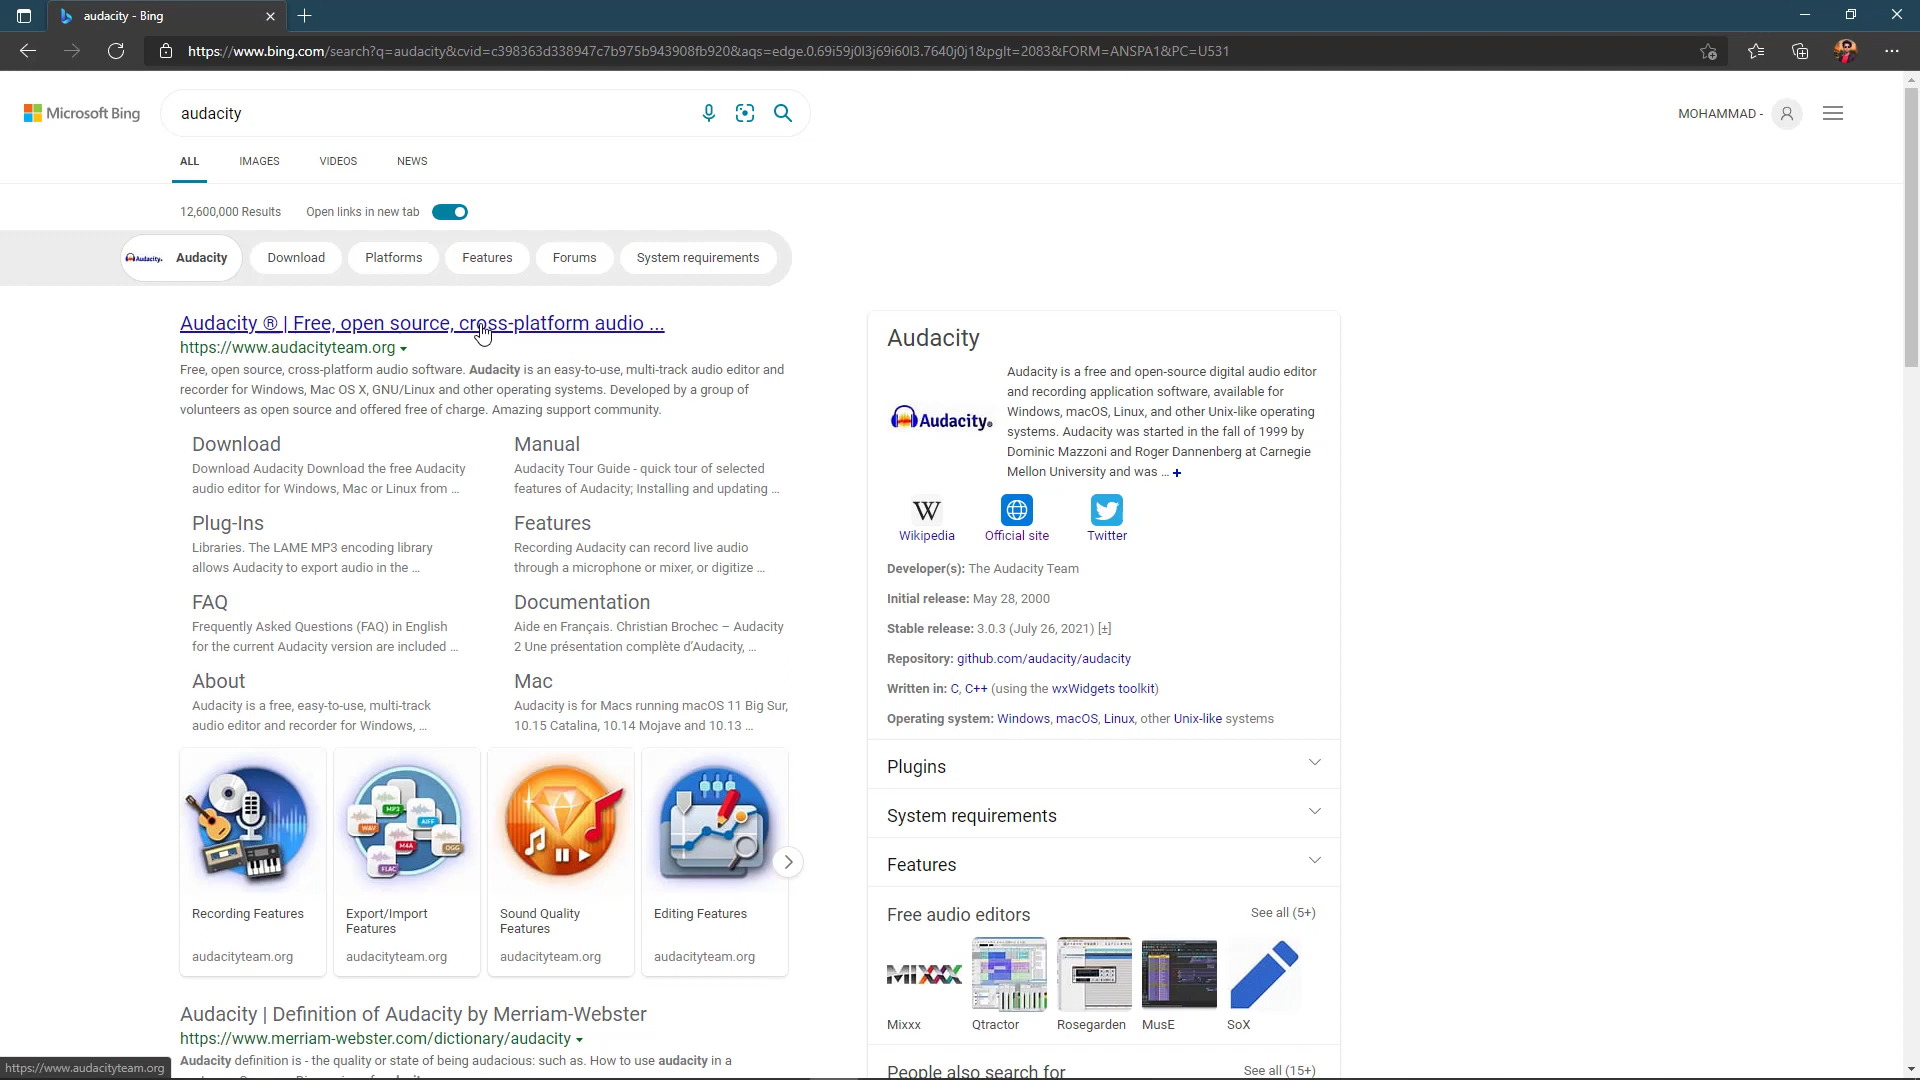 audacity - Bing
https://www.bing.com/search?q=audacity&cvid=c398363d338947c7b975b943908fb920&aqs=edge.0.69i59j0l3j69i60l3.7640j0j1&pglt=2083&FORM=ANSPA1&PC=U531
Microsoft Bing
audacity
MOHAMMAD -
ALL IMAGES VIDEOS NEWS
12,600,000 Results Open links in new tab
Audacity. Audacity Download Platforms Features Forums System requirements
Audacity ® | Free, open source, cross-platform audio ...
https://www.audacityteam.org
Free, open source, cross-platform audio software. Audacity is an easy-to-use, multi-track audio editor and
recorder for Windows, Mac OS X, GNU/Linux and other operating systems. Developed by a group of
volunteers as open source and offered free of charge. Amazing support community.
Download
Download Audacity Download the free Audacity
audio editor for Windows, Mac or Linux from ...
Manual
Audacity Tour Guide - quick tour of selected
features of Audacity; Installing and updating ...
Plug-Ins
Libraries. The LAME MP3 encoding library
allows Audacity to export audio in the ...
Features
Recording Audacity can record live audio
through a microphone or mixer, or digitize ...
FAQ
Frequently Asked Questions (FAQ) in English
for the current Audacity version are included ...
Documentation
Aide en Français. Christian Brochec – Audacity
2 Une présentation complète d'Audacity, ...
About
Audacity is a free, easy-to-use, multi-track
audio editor and recorder for Windows, ...
Mac
Audacity is for Macs running macOS 11 Big Sur,
10.15 Catalina, 10.14 Mojave and 10.13 ...
MP3
WAV
AIFF
M4A
OGG
FLAC
Recording Features
audacityteam.org
Export/Import
Features
audacityteam.org
Sound Quality
Features
audacityteam.org
Editing Features
audacityteam.org
Audacity | Definition of Audacity by Merriam-Webster
https://www.merriam-webster.com/dictionary/audacity
Audacity definition is - the quality or state of being audacious: such as. How to use audacity in a
https://www.audacityteam.org
Audacity
Audacity®
Audacity is a free and open-source digital audio editor
and recording application software, available for
Windows, macOS, Linux, and other Unix-like operating
systems. Audacity was started in the fall of 1999 by
Dominic Mazzoni and Roger Dannenberg at Carnegie
Mellon University and was ... +
W
Wikipedia Official site Twitter
Developer(s): The Audacity Team
Initial release: May 28, 2000
Stable release: 3.0.3 (July 26, 2021) [±]
Repository: github.com/audacity/audacity
Written in: C, C++ (using the wxWidgets toolkit)
Operating system: Windows, macOS, Linux, other Unix-like systems
Plugins
System requirements
Features
Free audio editors See all (5+)
MIXXX
Mixxx Qtractor Rosegarden MusE SoX
People also search for See all (15+)